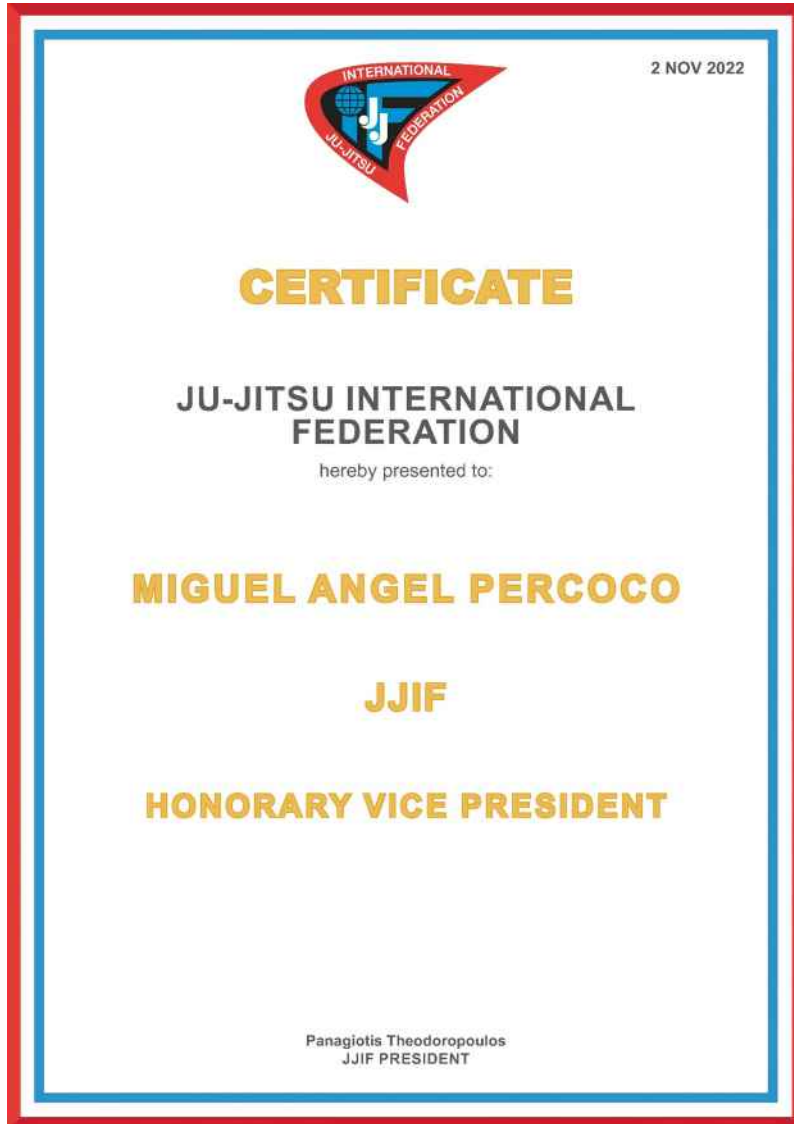 2 NOV 2022
INTERNATIONAL
JU-JITSU
FEDERATION
JJIF
CERTIFICATE
JU-JITSU INTERNATIONAL
FEDERATION
hereby presented to:
MIGUEL ANGEL PERCOCO
JJIF
HONORARY VICE PRESIDENT
Panagiotis Theodoropoulos
JJIF PRESIDENT